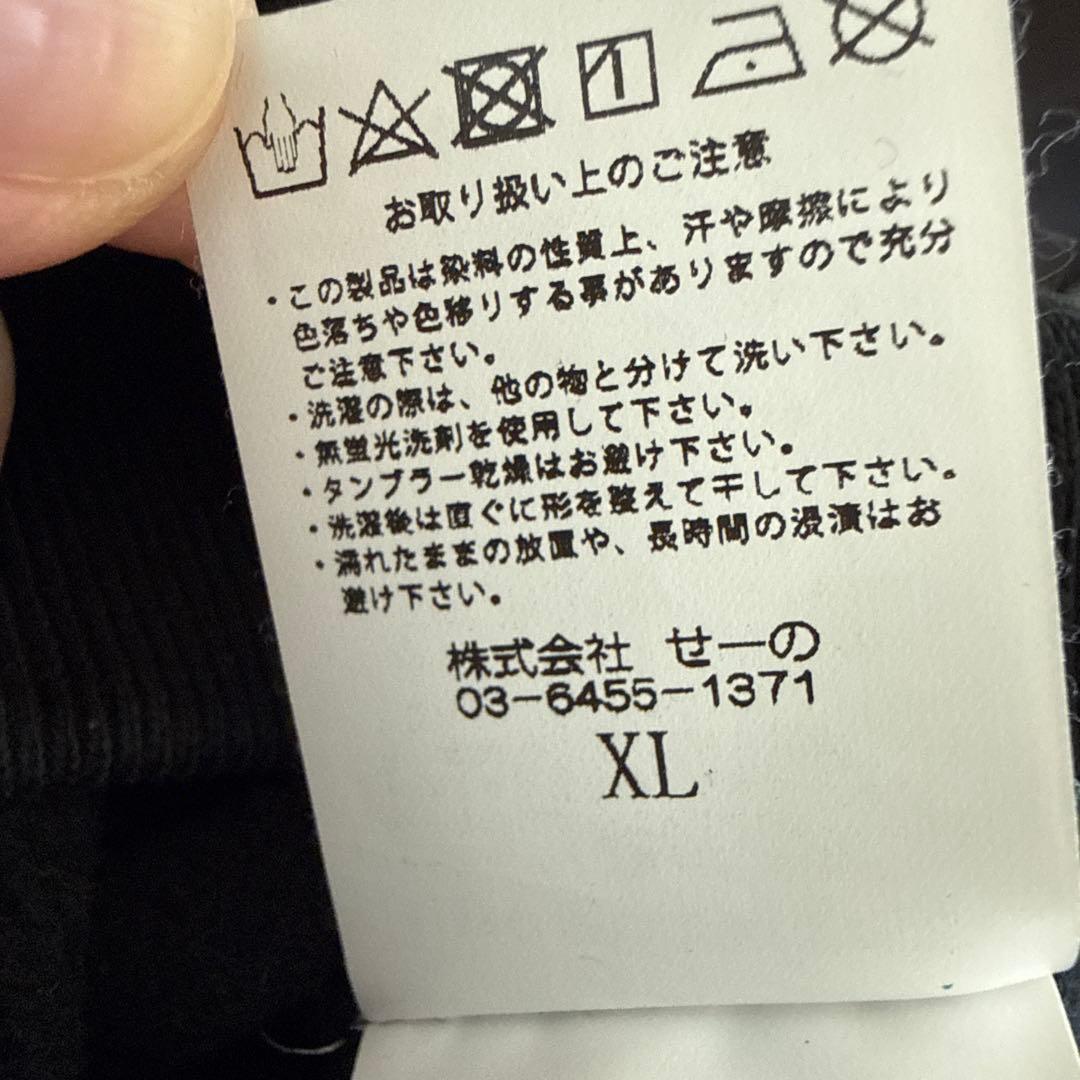 お取り扱い上のご注意
・この製品は染料の性質上、汗や摩擦により
色落ちや色移りする事がありますので充分
ご注意下さい。
・洗濯の際は、他の物と分けて洗い下さい。
・無蛍光洗剤を使用して下さい。
・タンブラー乾燥はお避け下さい。
・洗濯後は直ぐに形を整えて干して下さい。
・濡れたままの放置や、長時間の浸漬はお
避け下さい。
株式会社 せーの
03-6455-1371
XL